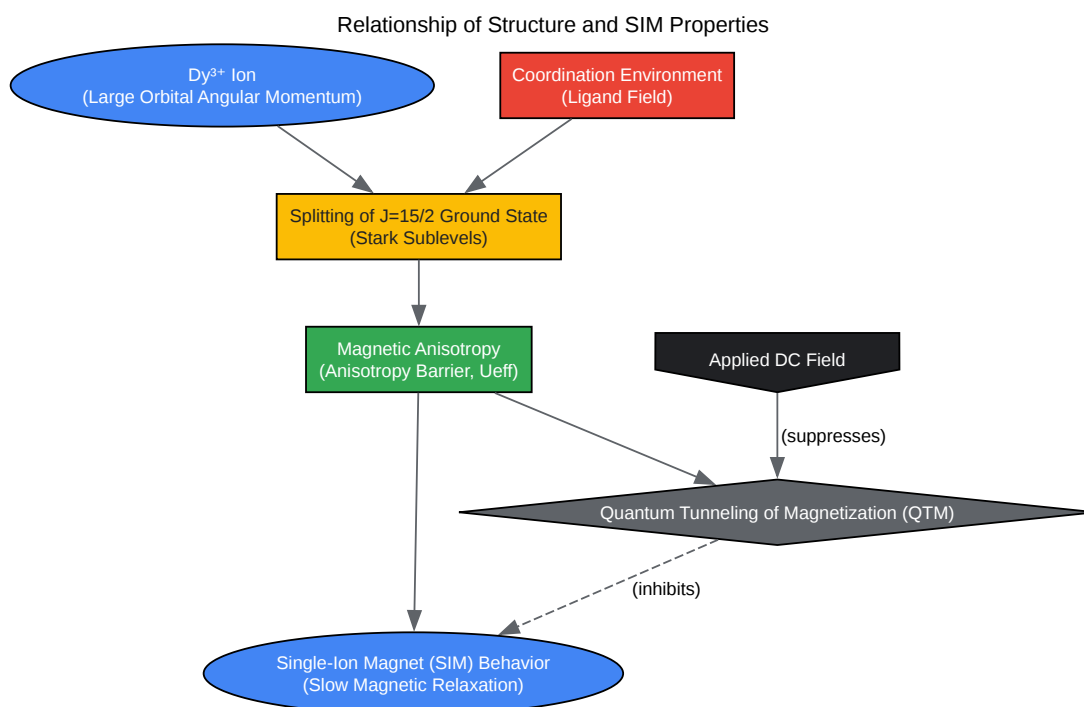 Relationship of Structure and SIM Properties
Dy³⁺ Ion
(Large Orbital Angular Momentum)
Coordination Environment
(Ligand Field)
Splitting of J=15/2 Ground State
(Stark Sublevels)
Magnetic Anisotropy
(Anisotropy Barrier, Ueff)
Applied DC Field
(suppresses)
Quantum Tunneling of Magnetization (QTM)
(inhibits)
Single-Ion Magnet (SIM) Behavior
(Slow Magnetic Relaxation)